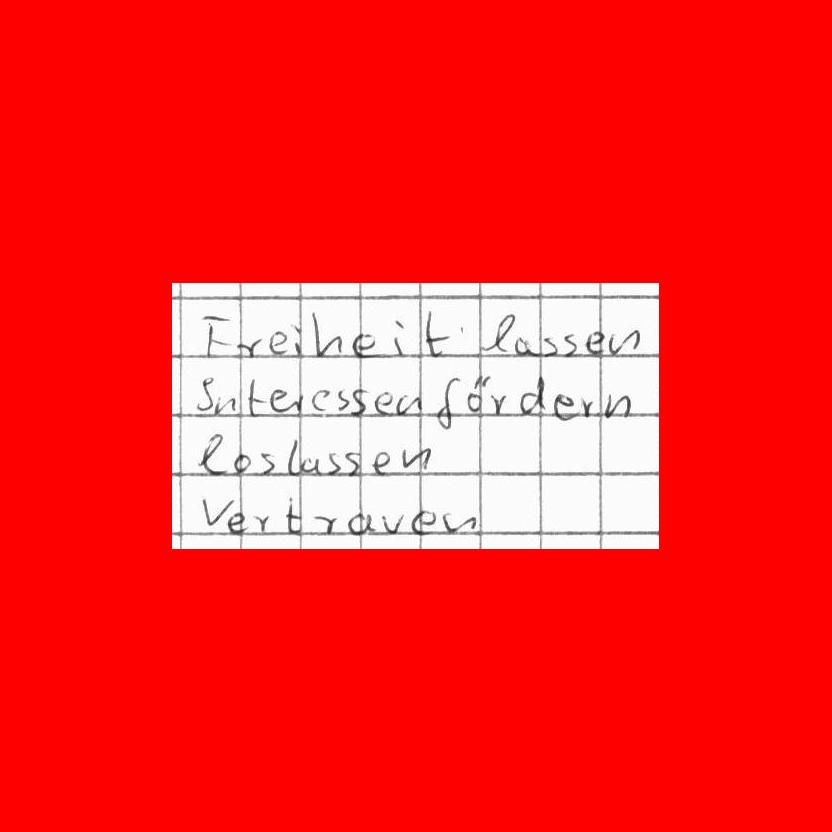 Freiheit lassen
Interessen fördern
loslassen
Vertrauen